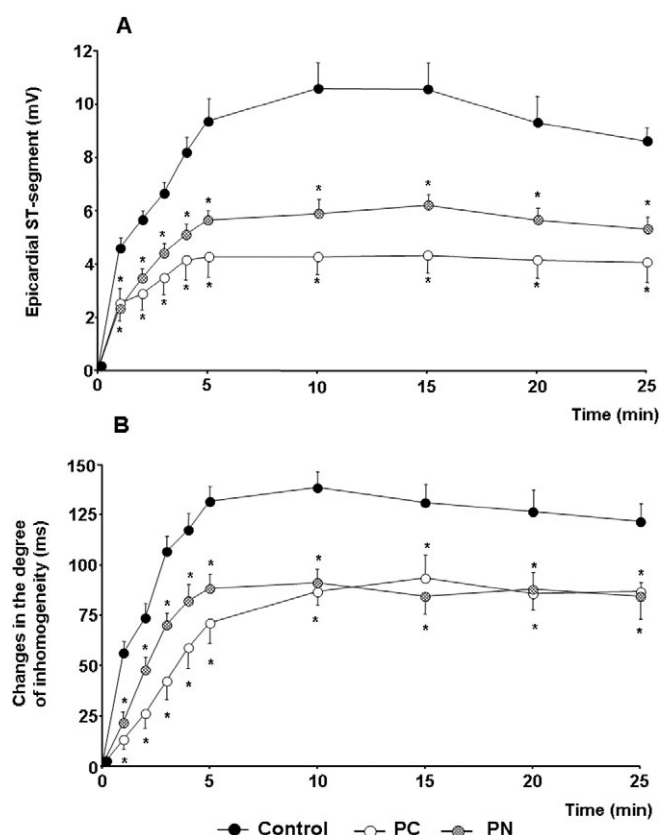 A
Epicardial ST-segment (mV)
12
10
8
6
4
2
0
* * * * * * * * *
* * * * * * * * *
0 5 10 15 20 25
Time (min)
B
Changes in the degree
of inhomogeneity (ms)
150
125
100
75
50
25
0
* * * * * * * * *
* * * * * * * * *
0 5 10 15 20 25
Time (min)
Control PC PN